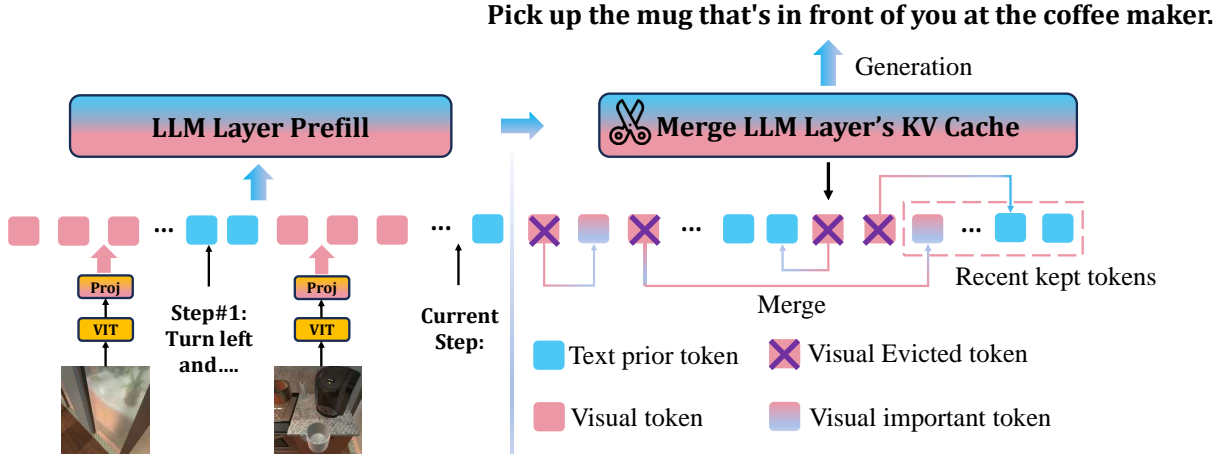 Pick up the mug that's in front of you at the coffee maker.
Generation
LLM Layer Prefill
Merge LLM Layer's KV Cache
...
...
...
...
Proj
Proj
VIT
VIT
Step#1:
Turn left
and....
Current
Step:
Merge
Recent kept tokens
Text prior token
Visual Evicted token
Visual token
Visual important token